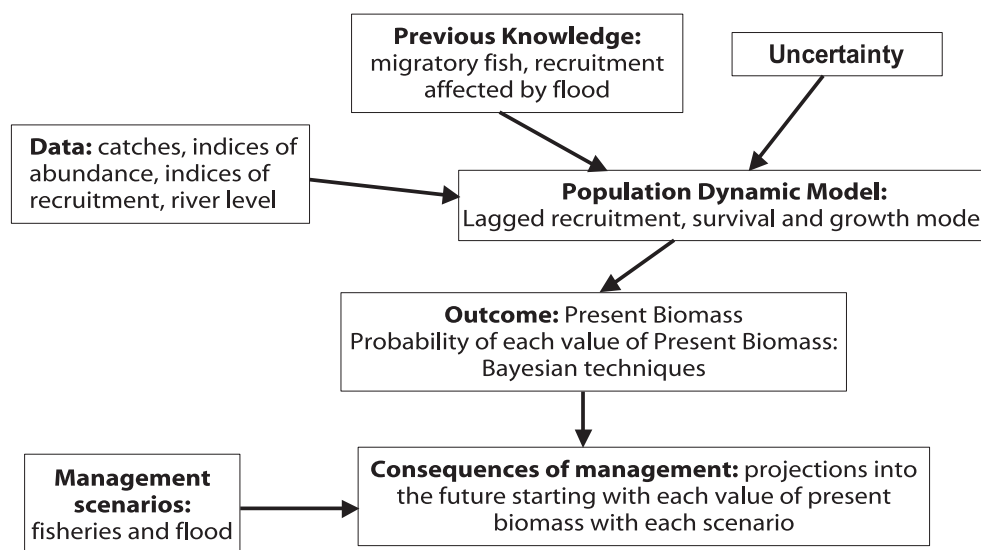 Previous Knowledge:
migratory fish, recruitment
affected by flood
Uncertainty
Data: catches, indices of
abundance, indices of
recruitment, river level
Population Dynamic Model:
Lagged recruitment, survival and growth model
Outcome: Present Biomass
Probability of each value of Present Biomass:
Bayesian techniques
Management
scenarios:
fisheries and flood
Consequences of management: projections into
the future starting with each value of present
biomass with each scenario